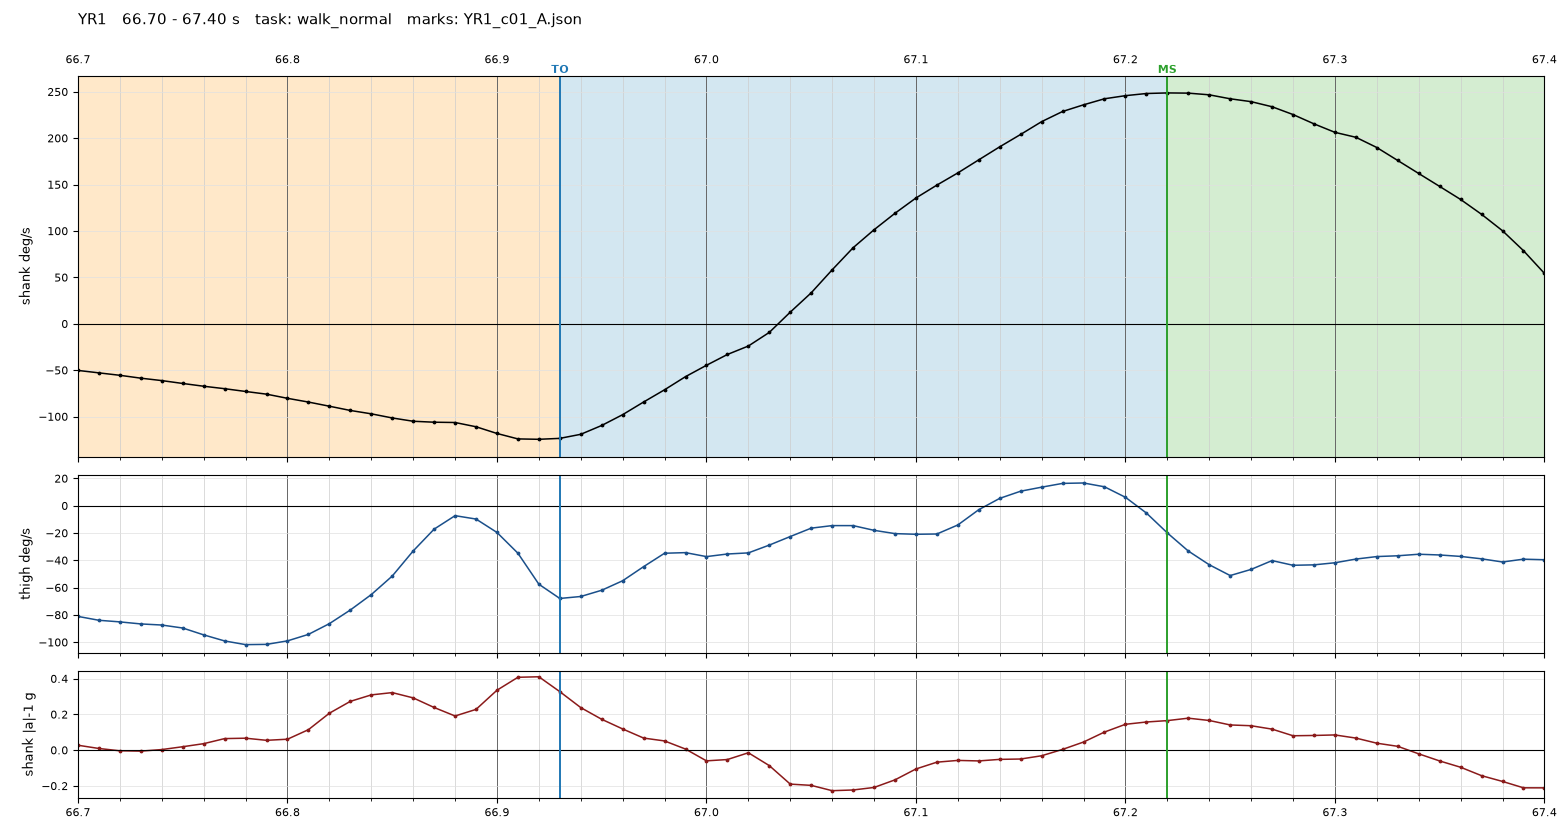 YR1   66.70 - 67.40 s   task: walk_normal   marks: YR1_c01_A.json
66.7 66.8 66.9 67.0 67.1 67.2 67.3 67.4
TO MS
250
200
150
100
50
0
−50
−100
shank deg/s
20
0
−20
−40
−60
−80
−100
thigh deg/s
0.4
0.2
0.0
−0.2
shank |a|-1 g
66.7 66.8 66.9 67.0 67.1 67.2 67.3 67.4